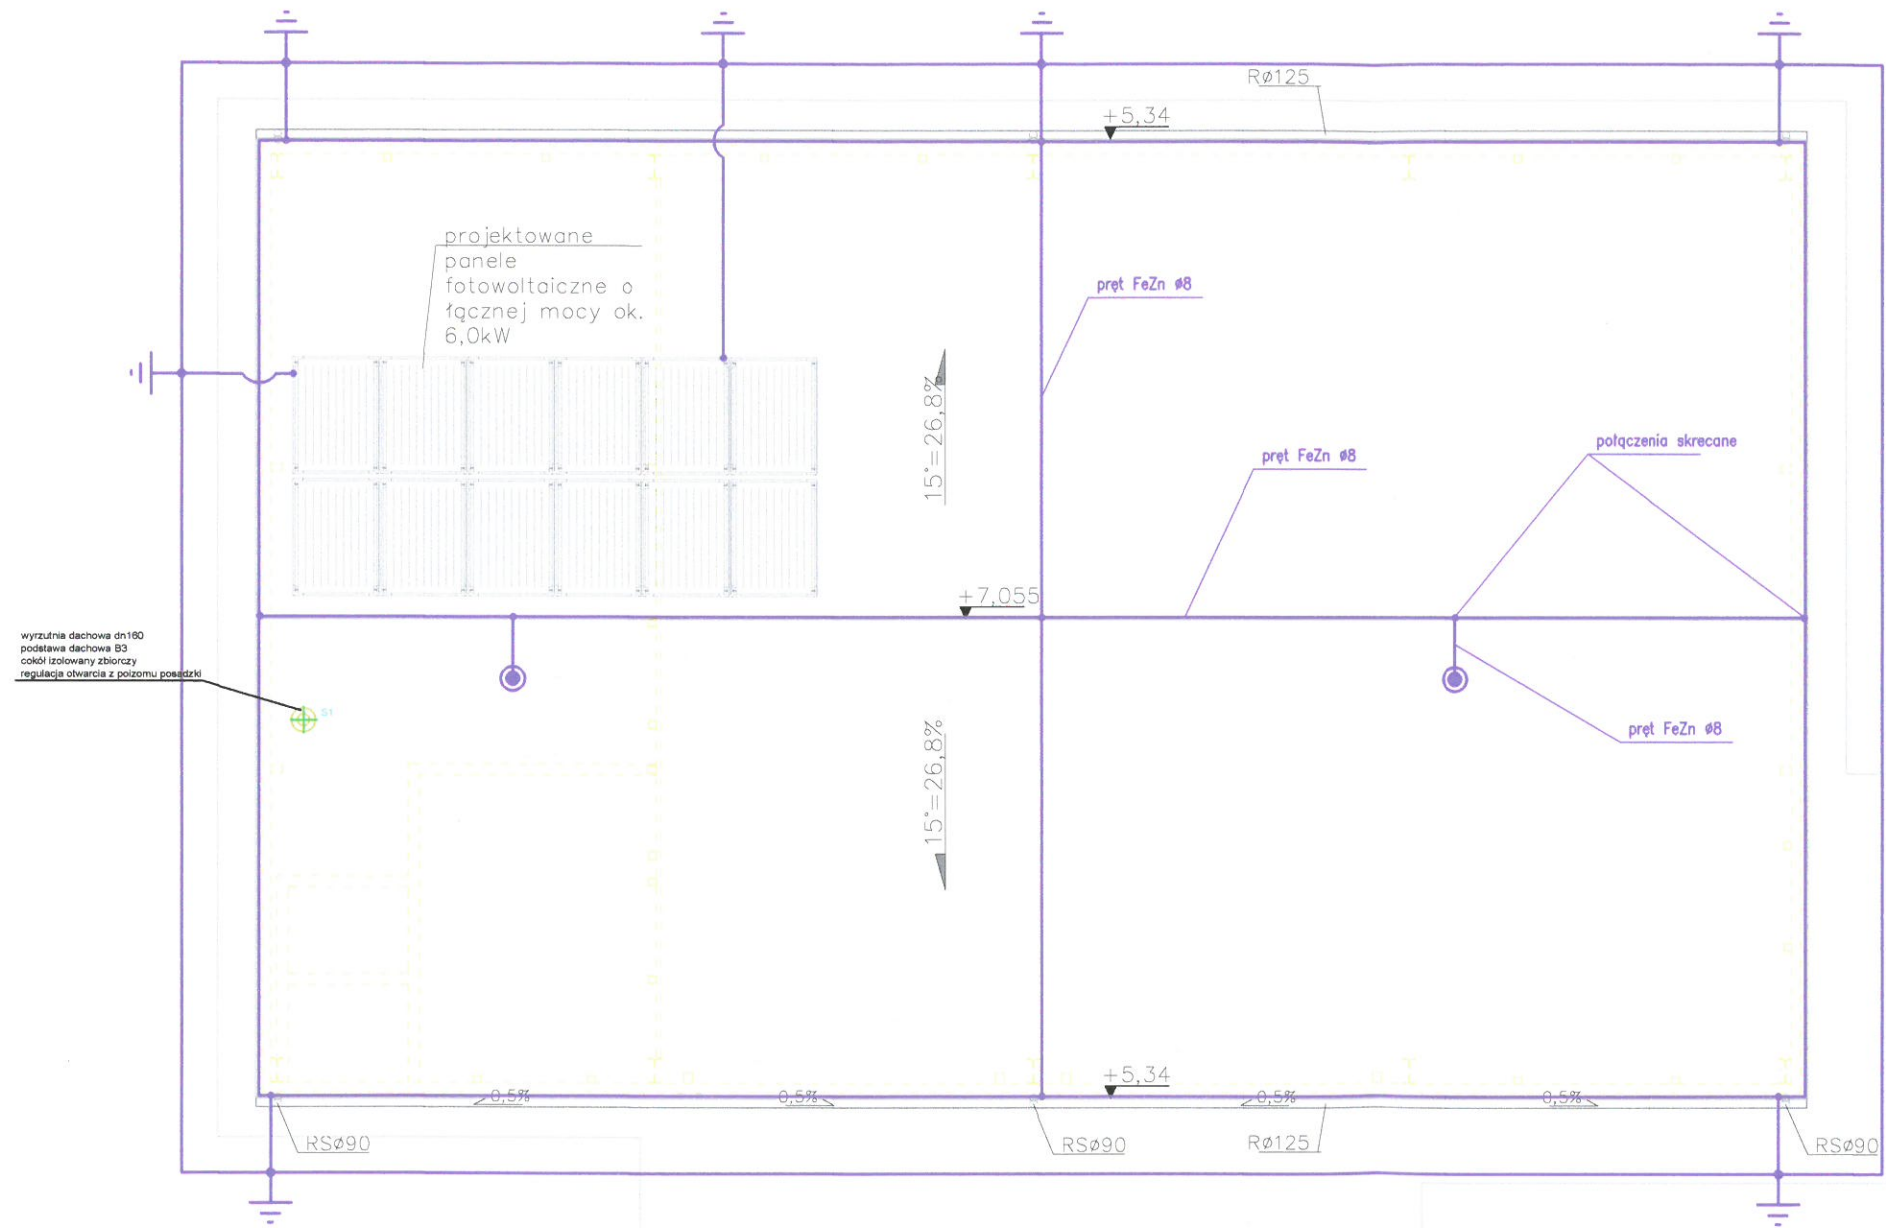 RØ125
+5,34
projektowane
panele
fotowoltaiczne o
łącznej mocy ok.
6,0kW
pręt FeZn Ø8
15°=26,8%
połączenia skrecane
pręt FeZn Ø8
+7,055
wyrzutnia dachowa dn160
podstawa dachowa B3
cokół izolowany zbiorczy
regulacja otwarcia z poizomu posadzki
S1
15°=26,8%
pręt FeZn Ø8
+5,34
0,5%
0,5%
0,5%
0,5%
RSØ90
RSØ90
RØ125
RSØ90